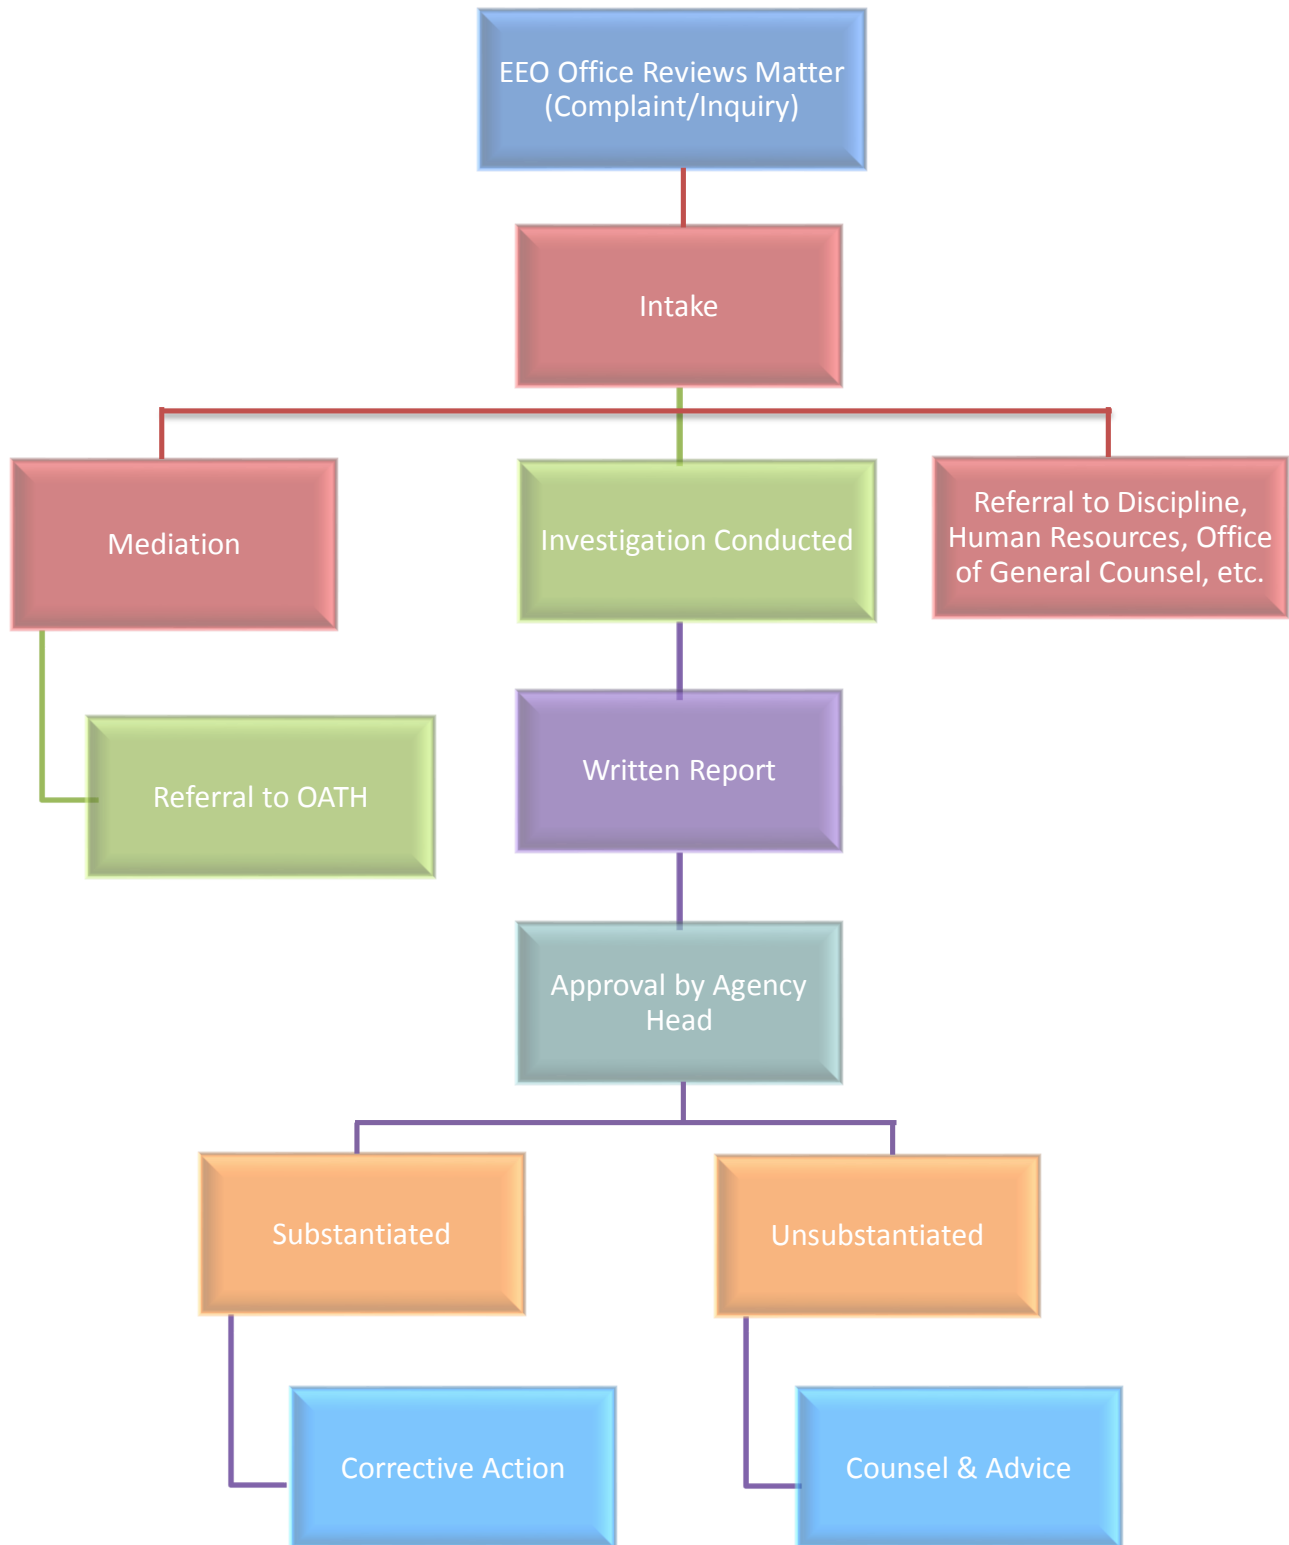 EEO Office Reviews Matter
(Complaint/Inquiry)
Intake
Mediation
Investigation Conducted
Referral to Discipline,
Human Resources, Office
of General Counsel, etc.
Referral to OATH
Written Report
Approval by Agency
Head
Substantiated
Unsubstantiated
Corrective Action
Counsel & Advice